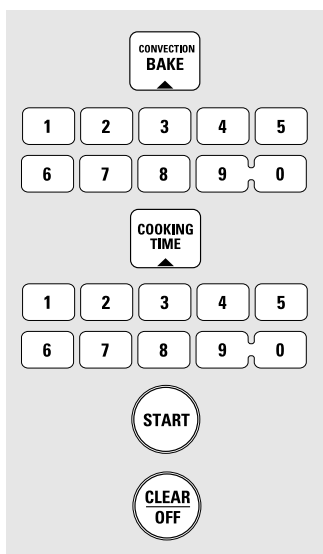 CONVECTION
BAKE
1 2 3 4 5
6 7 8 9 0
COOKING
TIME
1 2 3 4 5
6 7 8 9 0
START
CLEAR
OFF